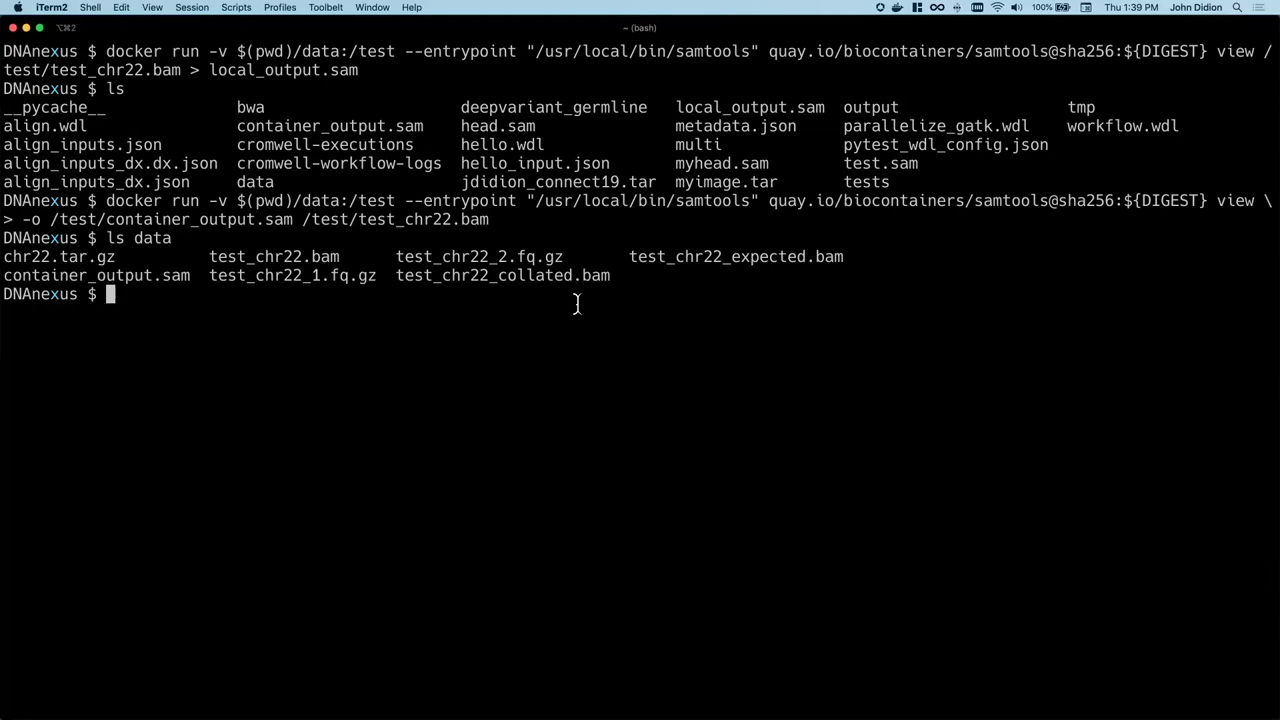 iTerm2 Shell Edit View Session Scripts Profiles Toolbelt Window Help 100% Thu 1:39 PM John Didion
⌥⌘2 ~ (bash)
DNAnexus $ docker run -v $(pwd)/data:/test --entrypoint "/usr/local/bin/samtools" quay.io/biocontainers/samtools@sha256:${DIGEST} view /
test/test_chr22.bam > local_output.sam
DNAnexus $ ls
__pycache__ bwa deepvariant_germline local_output.sam output tmp
align.wdl container_output.sam head.sam metadata.json parallelize_gatk.wdl workflow.wdl
align_inputs.json cromwell-executions hello.wdl multi pytest_wdl_config.json
align_inputs_dx.dx.json cromwell-workflow-logs hello_input.json myhead.sam test.sam
align_inputs_dx.json data jdidion_connect19.tar myimage.tar tests
DNAnexus $ docker run -v $(pwd)/data:/test --entrypoint "/usr/local/bin/samtools" quay.io/biocontainers/samtools@sha256:${DIGEST} view \
> -o /test/container_output.sam /test/test_chr22.bam
DNAnexus $ ls data
chr22.tar.gz test_chr22.bam test_chr22_2.fq.gz test_chr22_expected.bam
container_output.sam test_chr22_1.fq.gz test_chr22_collated.bam
DNAnexus $